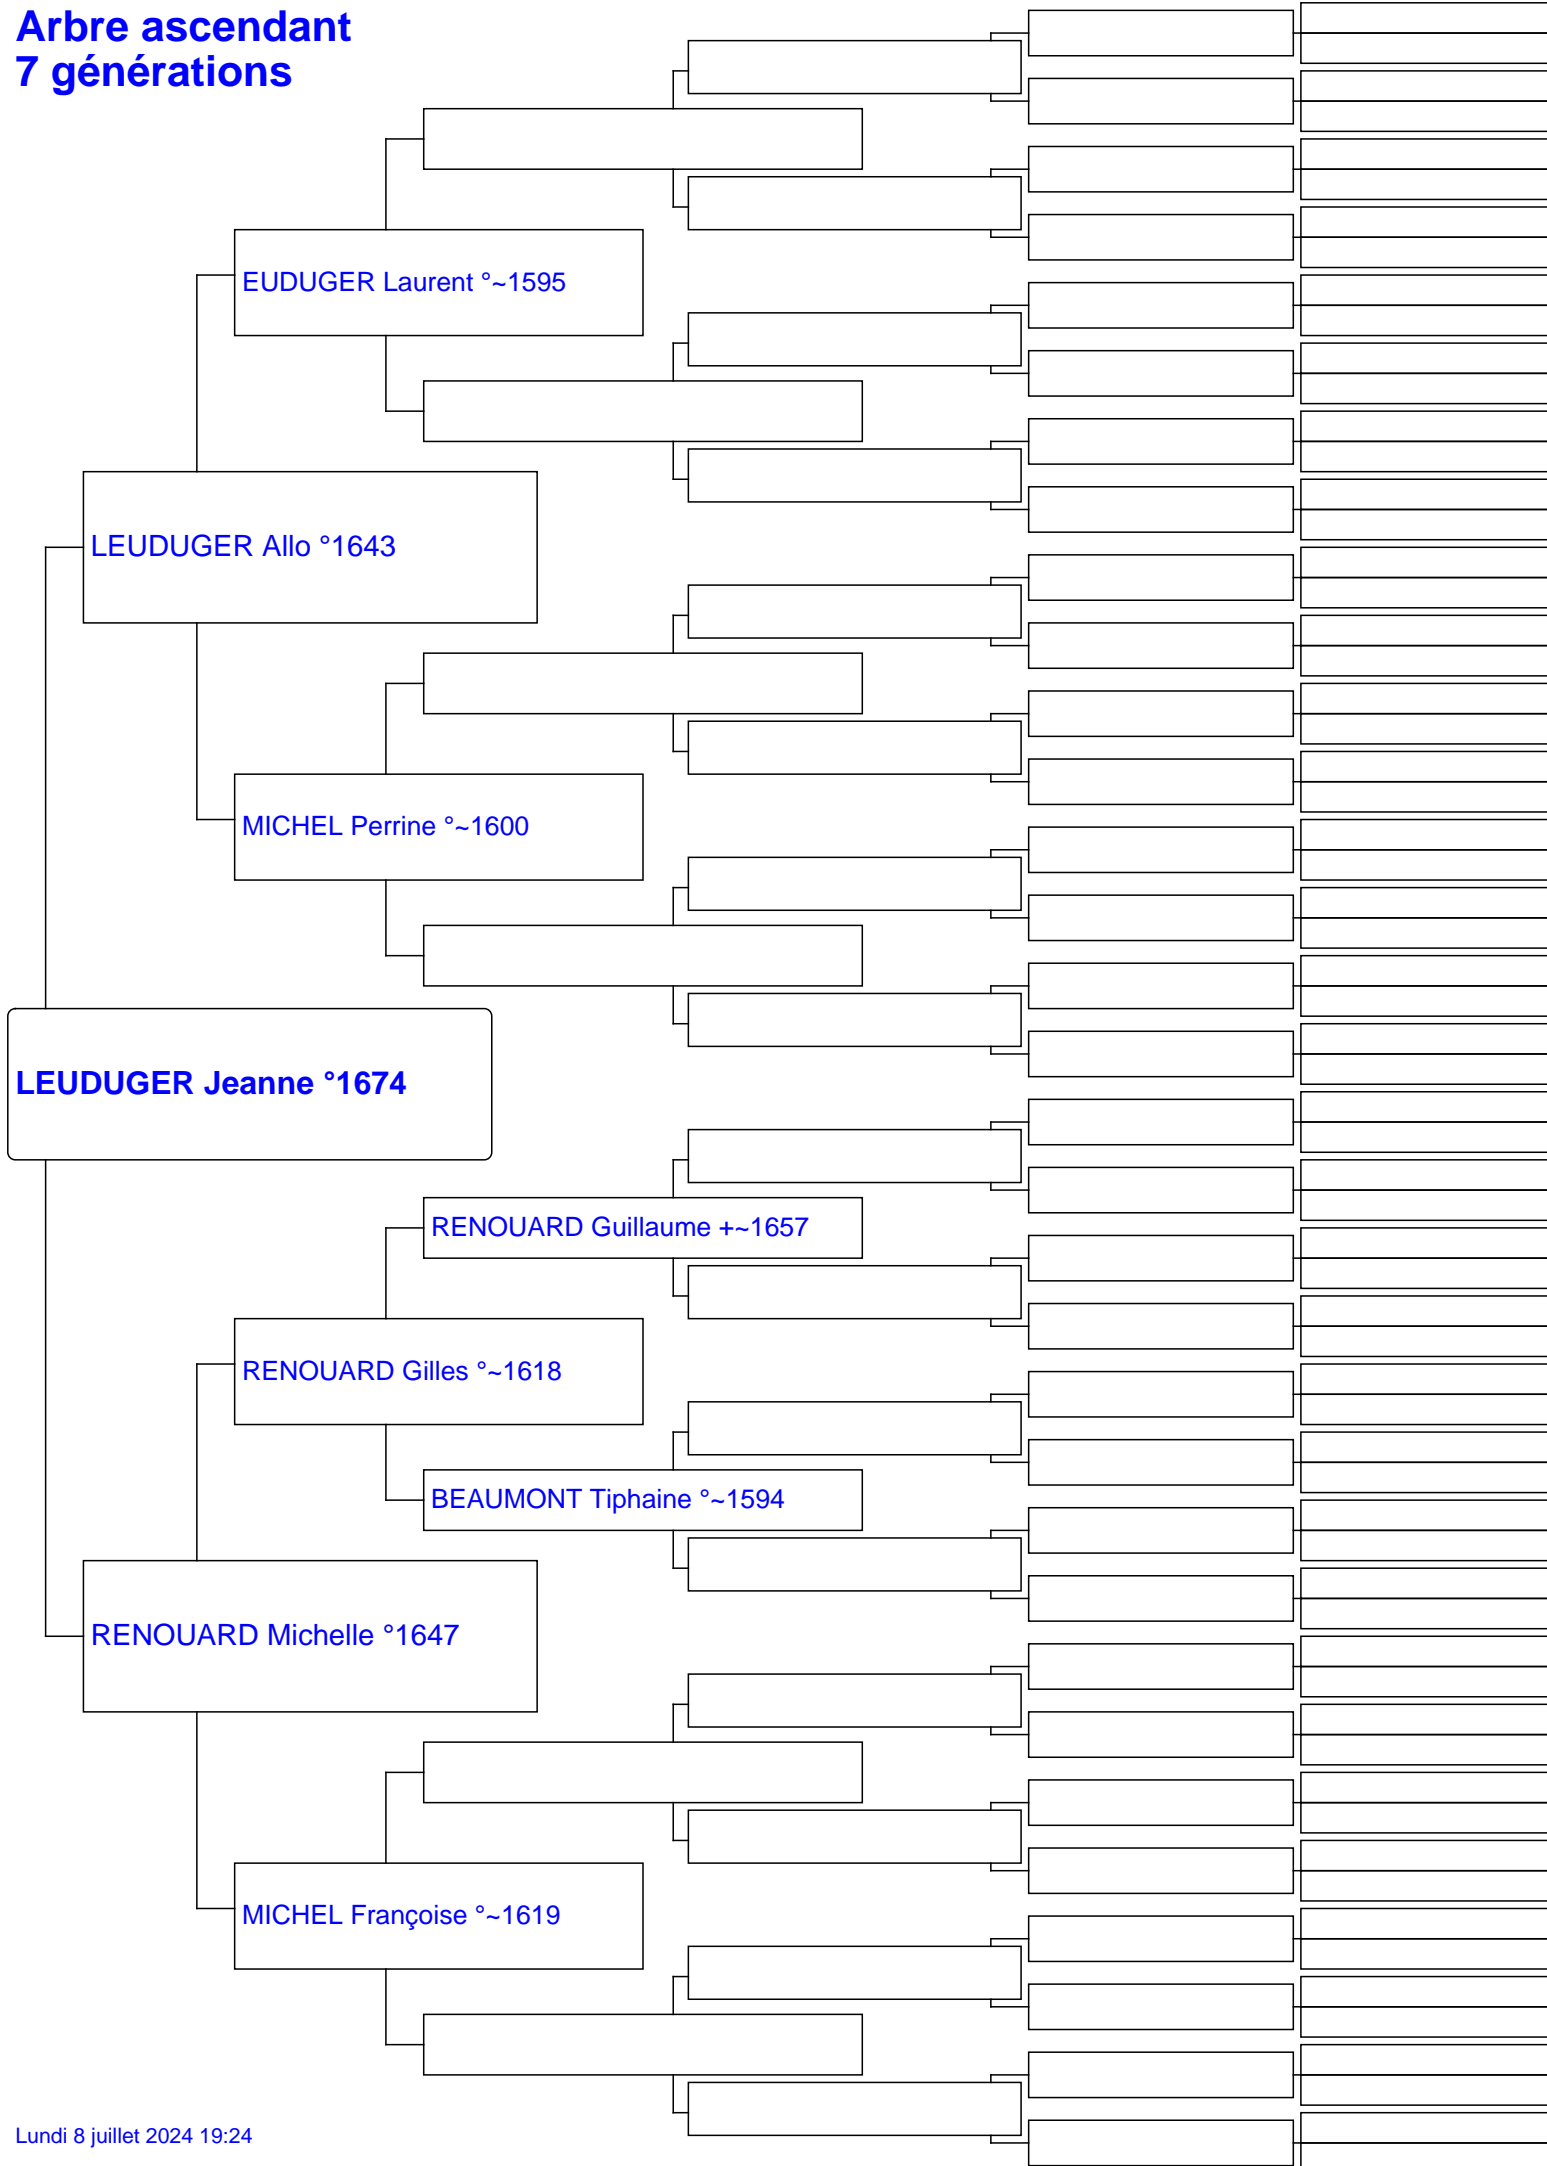 Arbre ascendant
7 générations
EUDUGER Laurent °~1595
LEUDUGER Allo °1643
MICHEL Perrine °~1600
LEUDUGER Jeanne °1674
RENOUARD Guillaume +~1657
RENOUARD Gilles °~1618
BEAUMONT Tiphaine °~1594
RENOUARD Michelle °1647
MICHEL Françoise °~1619
Lundi 8 juillet 2024 19:24